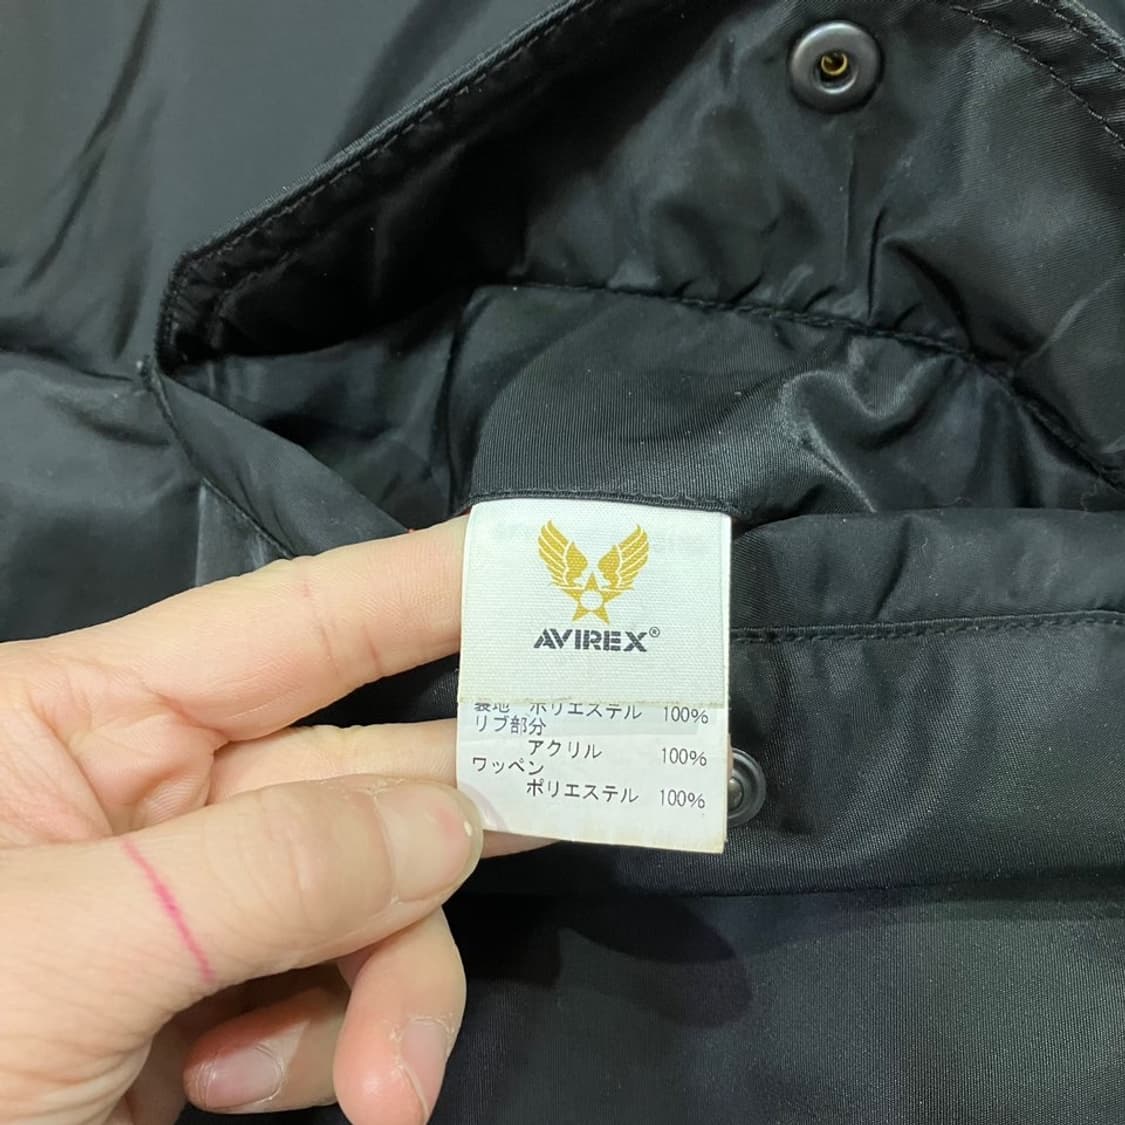 AVIREX®
裏地 ポリエステル 100%
リブ部分
アクリル 100%
ワッペン
ポリエステル 100%